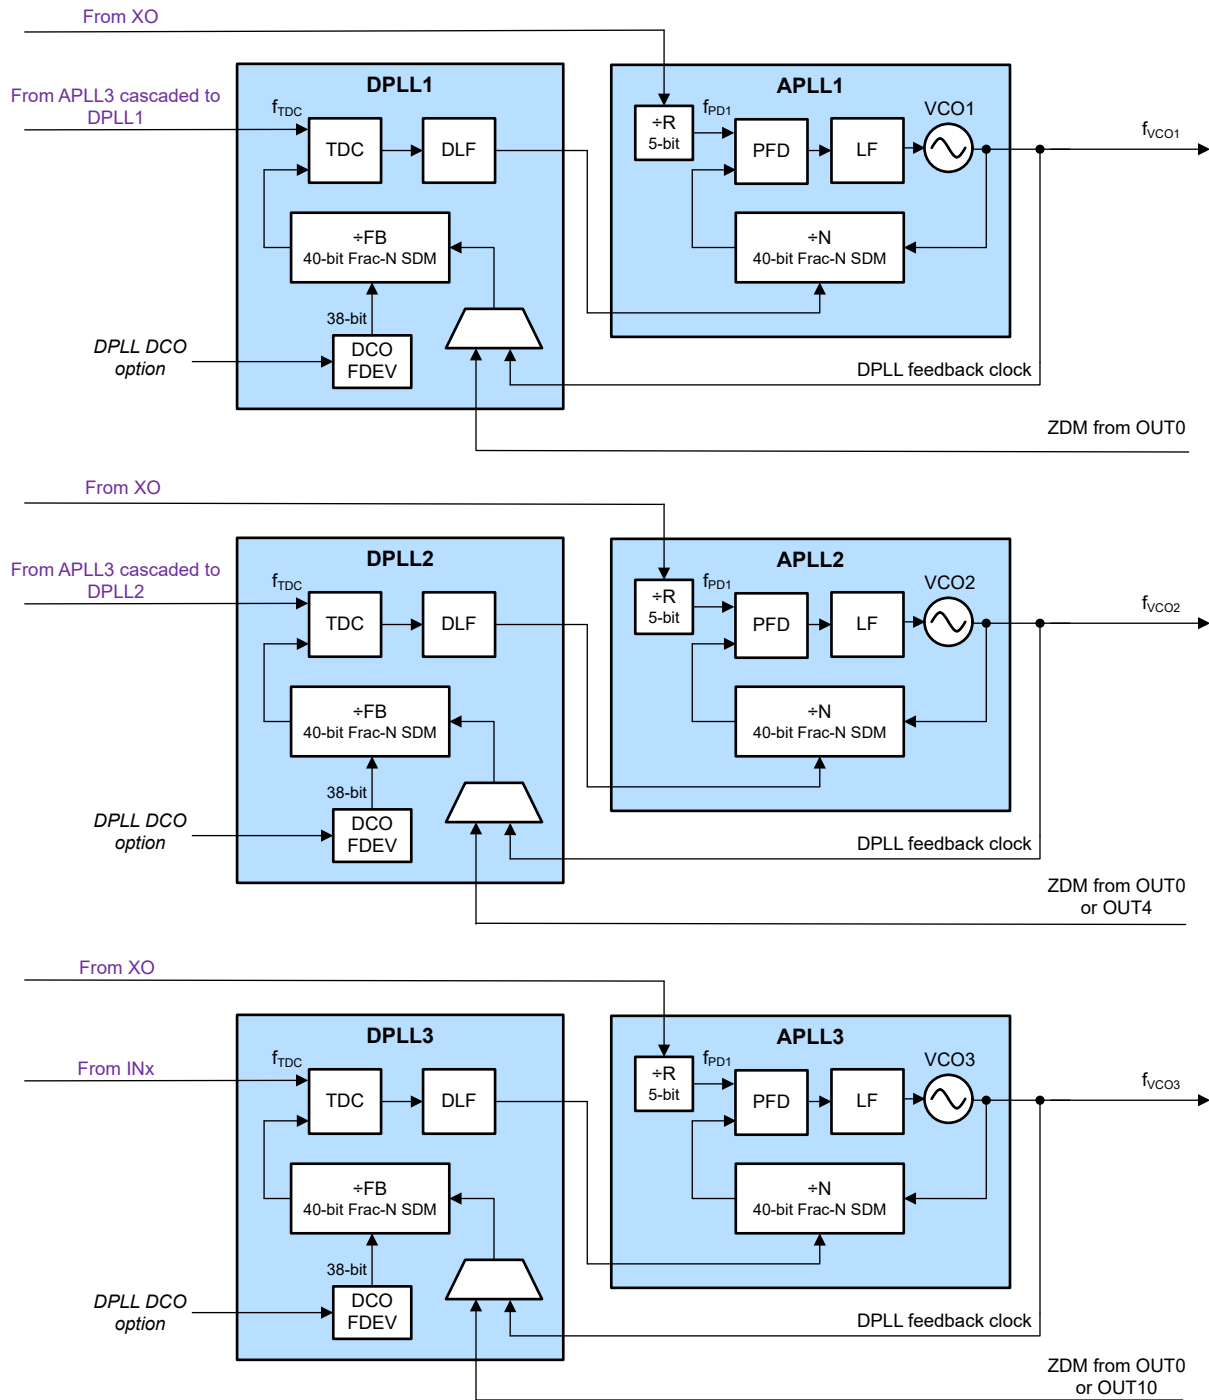 From XO
DPLL1
APLL1
From APLL3 cascaded to
DPLL1
fTDC
TDC
DLF
÷R
5-bit
fPD1
PFD
LF
VCO1
fVCO1
÷FB
40-bit Frac-N SDM
÷N
40-bit Frac-N SDM
38-bit
DPLL DCO
option
DCO
FDEV
DPLL feedback clock
ZDM from OUT0
From XO
DPLL2
APLL2
From APLL3 cascaded to
DPLL2
fTDC
TDC
DLF
÷R
5-bit
fPD1
PFD
LF
VCO2
fVCO2
÷FB
40-bit Frac-N SDM
÷N
40-bit Frac-N SDM
38-bit
DPLL DCO
option
DCO
FDEV
DPLL feedback clock
ZDM from OUT0
or OUT4
From XO
DPLL3
APLL3
From INx
fTDC
TDC
DLF
÷R
5-bit
fPD1
PFD
LF
VCO3
fVCO3
÷FB
40-bit Frac-N SDM
÷N
40-bit Frac-N SDM
38-bit
DPLL DCO
option
DCO
FDEV
DPLL feedback clock
ZDM from OUT0
or OUT10